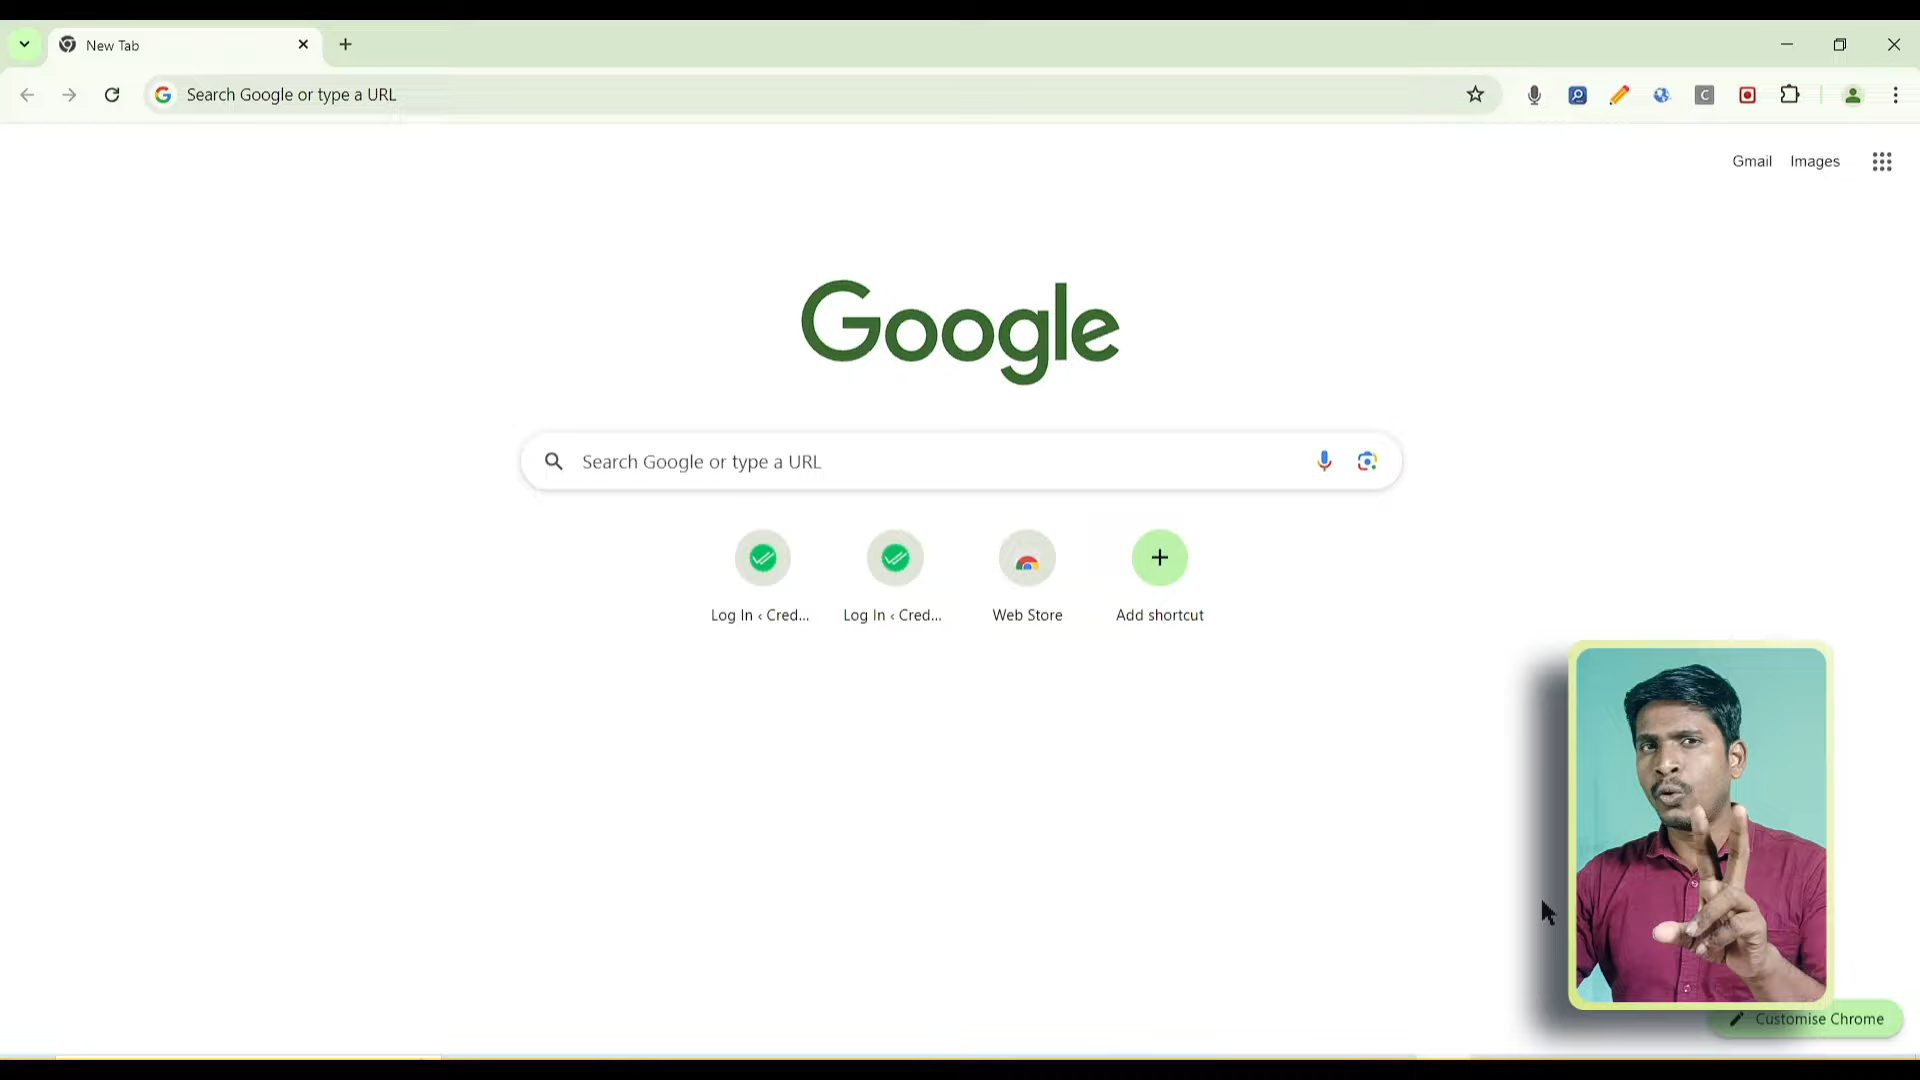 New Tab
Search Google or type a URL
Gmail Images
Google
Search Google or type a URL
Log In ‹ Cred... Log In ‹ Cred... Web Store Add shortcut
Customise Chrome